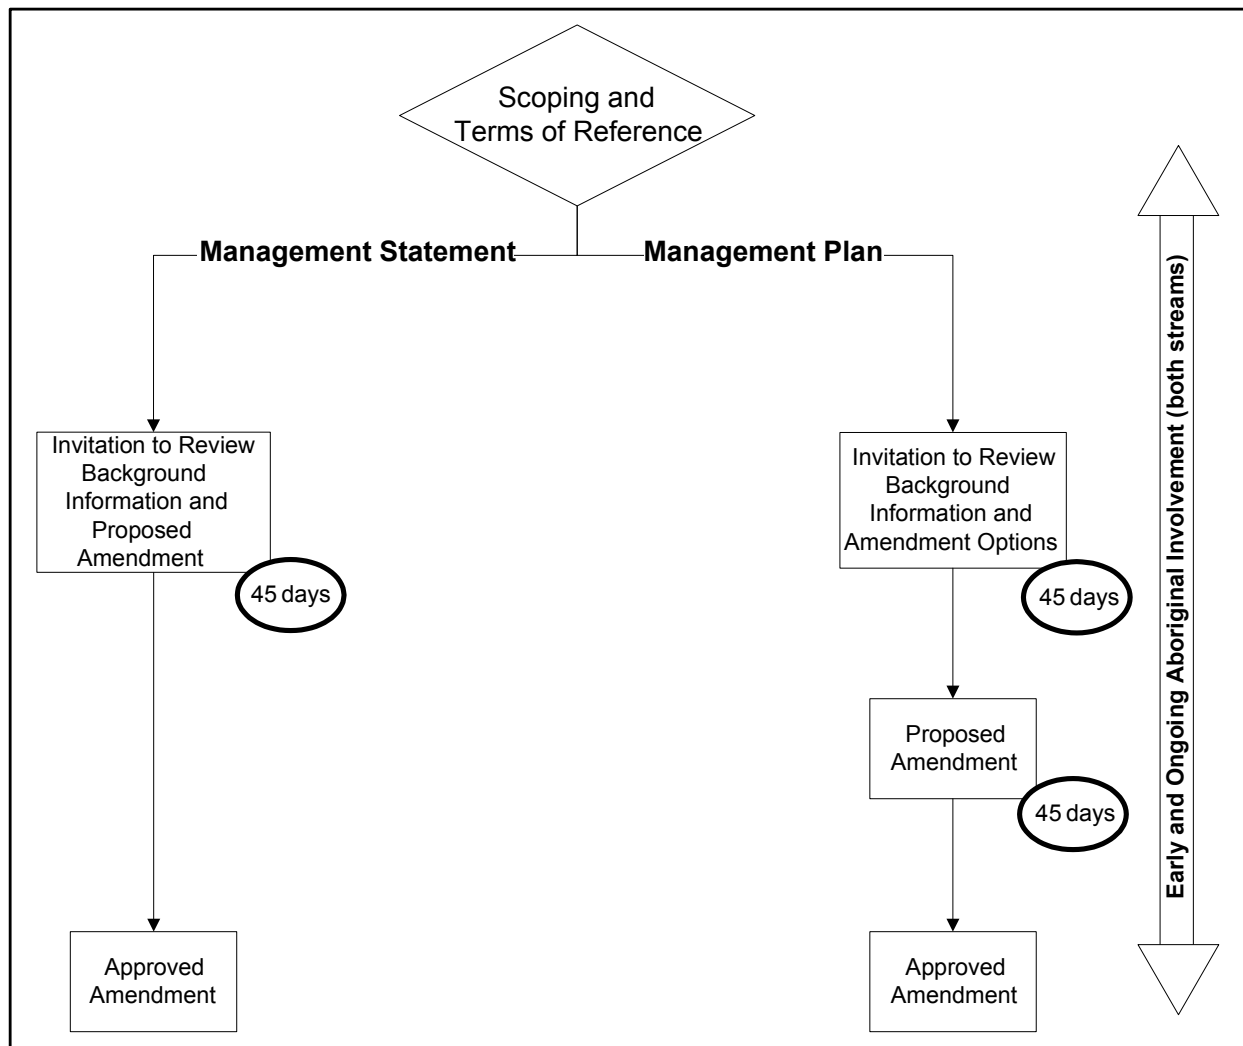 Scoping and
Terms of Reference
Management Statement
Management Plan
Invitation to Review
Background
Information and
Proposed
Amendment
45 days
Approved
Amendment
Invitation to Review
Background
Information and
Amendment Options
45 days
Proposed
Amendment
45 days
Approved
Amendment
Early and Ongoing Aboriginal Involvement (both streams)